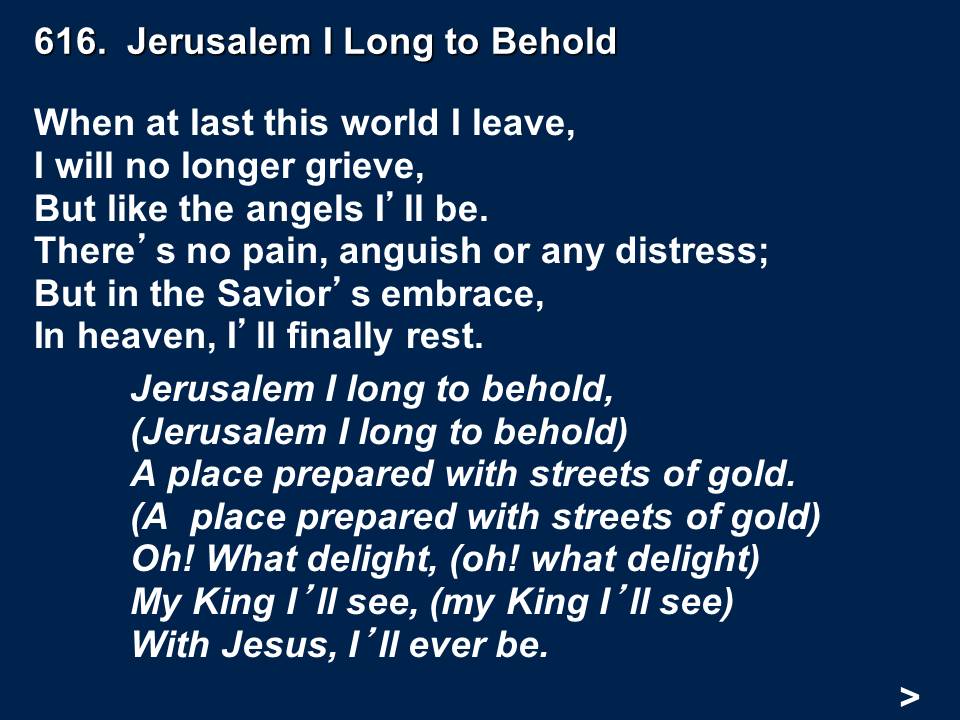 616.  Jerusalem I Long to Behold
When at last this world I leave,
I will no longer grieve,
But like the angels I’ ll be.
There’ s no pain, anguish or any distress;
But in the Savior’ s embrace,
In heaven, I’ ll finally rest.
Jerusalem I long to behold,
(Jerusalem I long to behold)
A place prepared with streets of gold.
(A  place prepared with streets of gold)
Oh! What delight, (oh! what delight)
My King I’ll see, (my King I’ll see)
With Jesus, I’ll ever be.
>